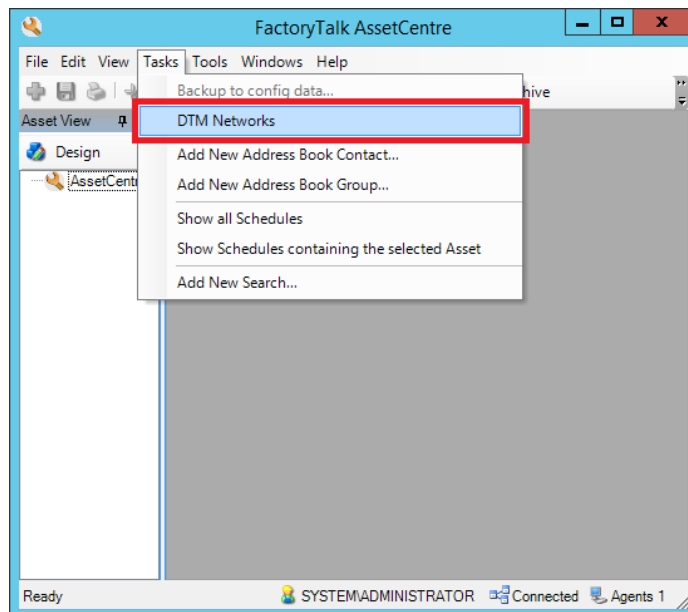 FactoryTalk AssetCentre
File Edit View Tasks Tools Windows Help
Backup to config data...
hive
Asset View
DTM Networks
Design
Add New Address Book Contact...
AssetCent
Add New Address Book Group...
Show all Schedules
Show Schedules containing the selected Asset
Add New Search...
Ready SYSTEM\ADMINISTRATOR Connected Agents 1